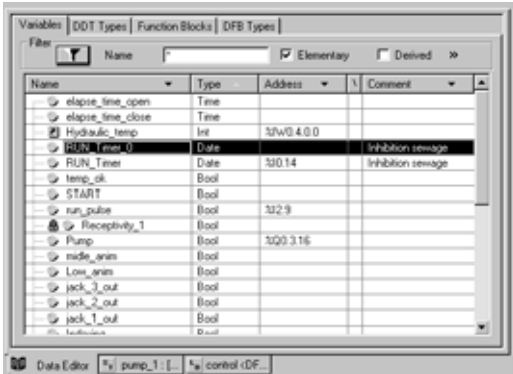 Variables DDT Types Function Blocks DFB Types
Filter
Name * Elementary Derived »
Name Type Address Comment
elapse_time_open Time
elapse_time_close Time
Hydraulic_temp Int %IW0.4.0.0
RUN_Timer_0 Date Inhibition sewage
RUN_Timer Date %I0.14 Inhibition sewage
temp_ok Bool
START Bool
run_pulse Bool %I2.9
Receptivity_1 Bool
Pump Bool %Q0.3.16
midle_anim Bool
Low_anim Bool
jack_3_out Bool
jack_2_out Bool
jack_1_out Bool
Bool
Data Editor pump_1 : [... control <DF...